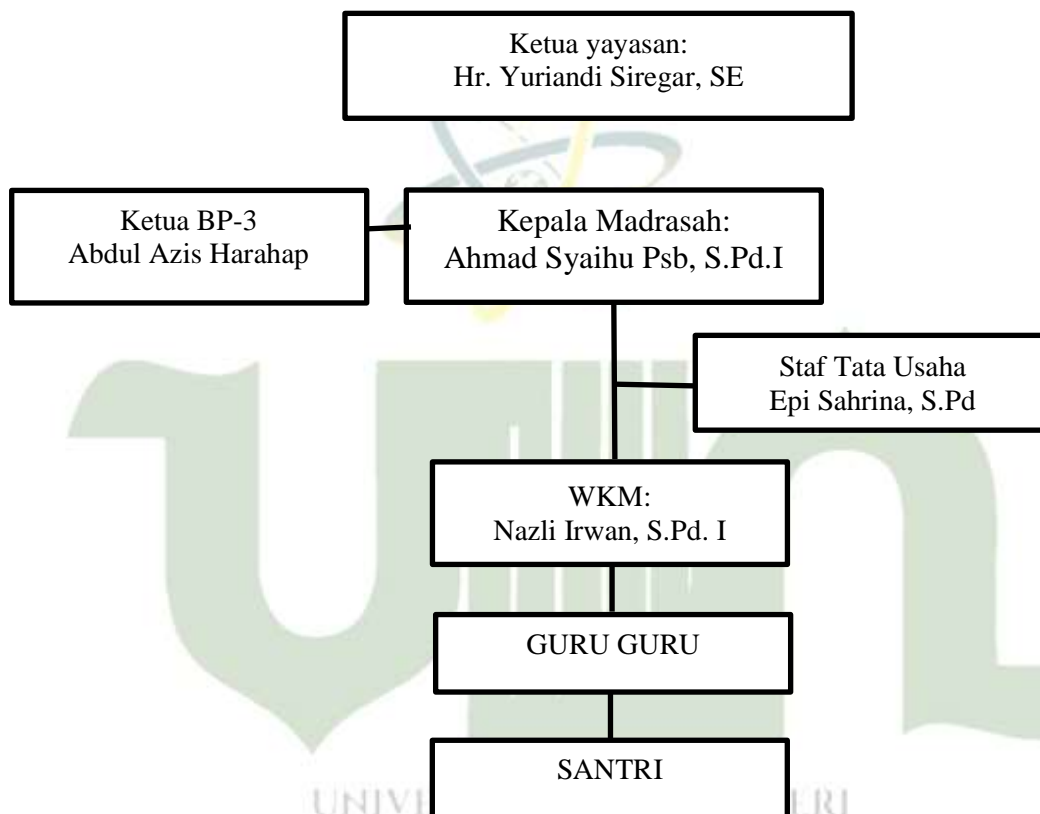 Ketua yayasan:
Hr. Yuriandi Siregar, SE
Ketua BP-3
Abdul Azis Harahap
Kepala Madrasah:
Ahmad Syaihu Psb, S.Pd.I
Staf Tata Usaha
Epi Sahrina, S.Pd
WKM:
Nazli Irwan, S.Pd. I
GURU GURU
SANTRI